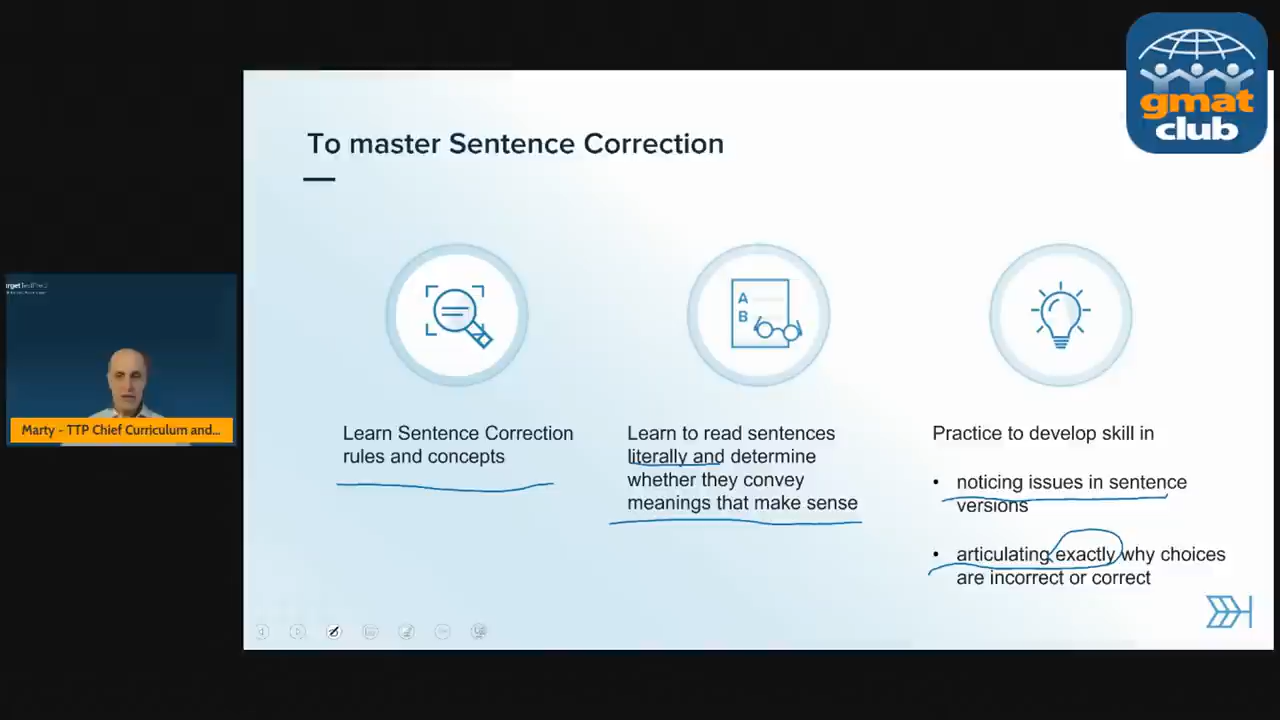 gmat
club
To master Sentence Correction
A
B
Learn Sentence Correction
rules and concepts
Learn to read sentences
literally and determine
whether they convey
meanings that make sense
Practice to develop skill in
• noticing issues in sentence
versions
• articulating exactly why choices
are incorrect or correct
Marty - TTP Chief Curriculum and...